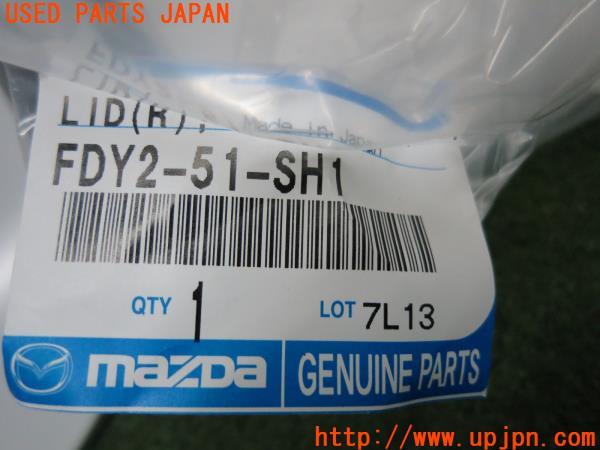 USED PARTS JAPAN
LID(R),
Made in Japan
FDY2-51-SH1
QTY 1 LOT 7L13
mazda GENUINE PARTS
http://www.upjpn.com